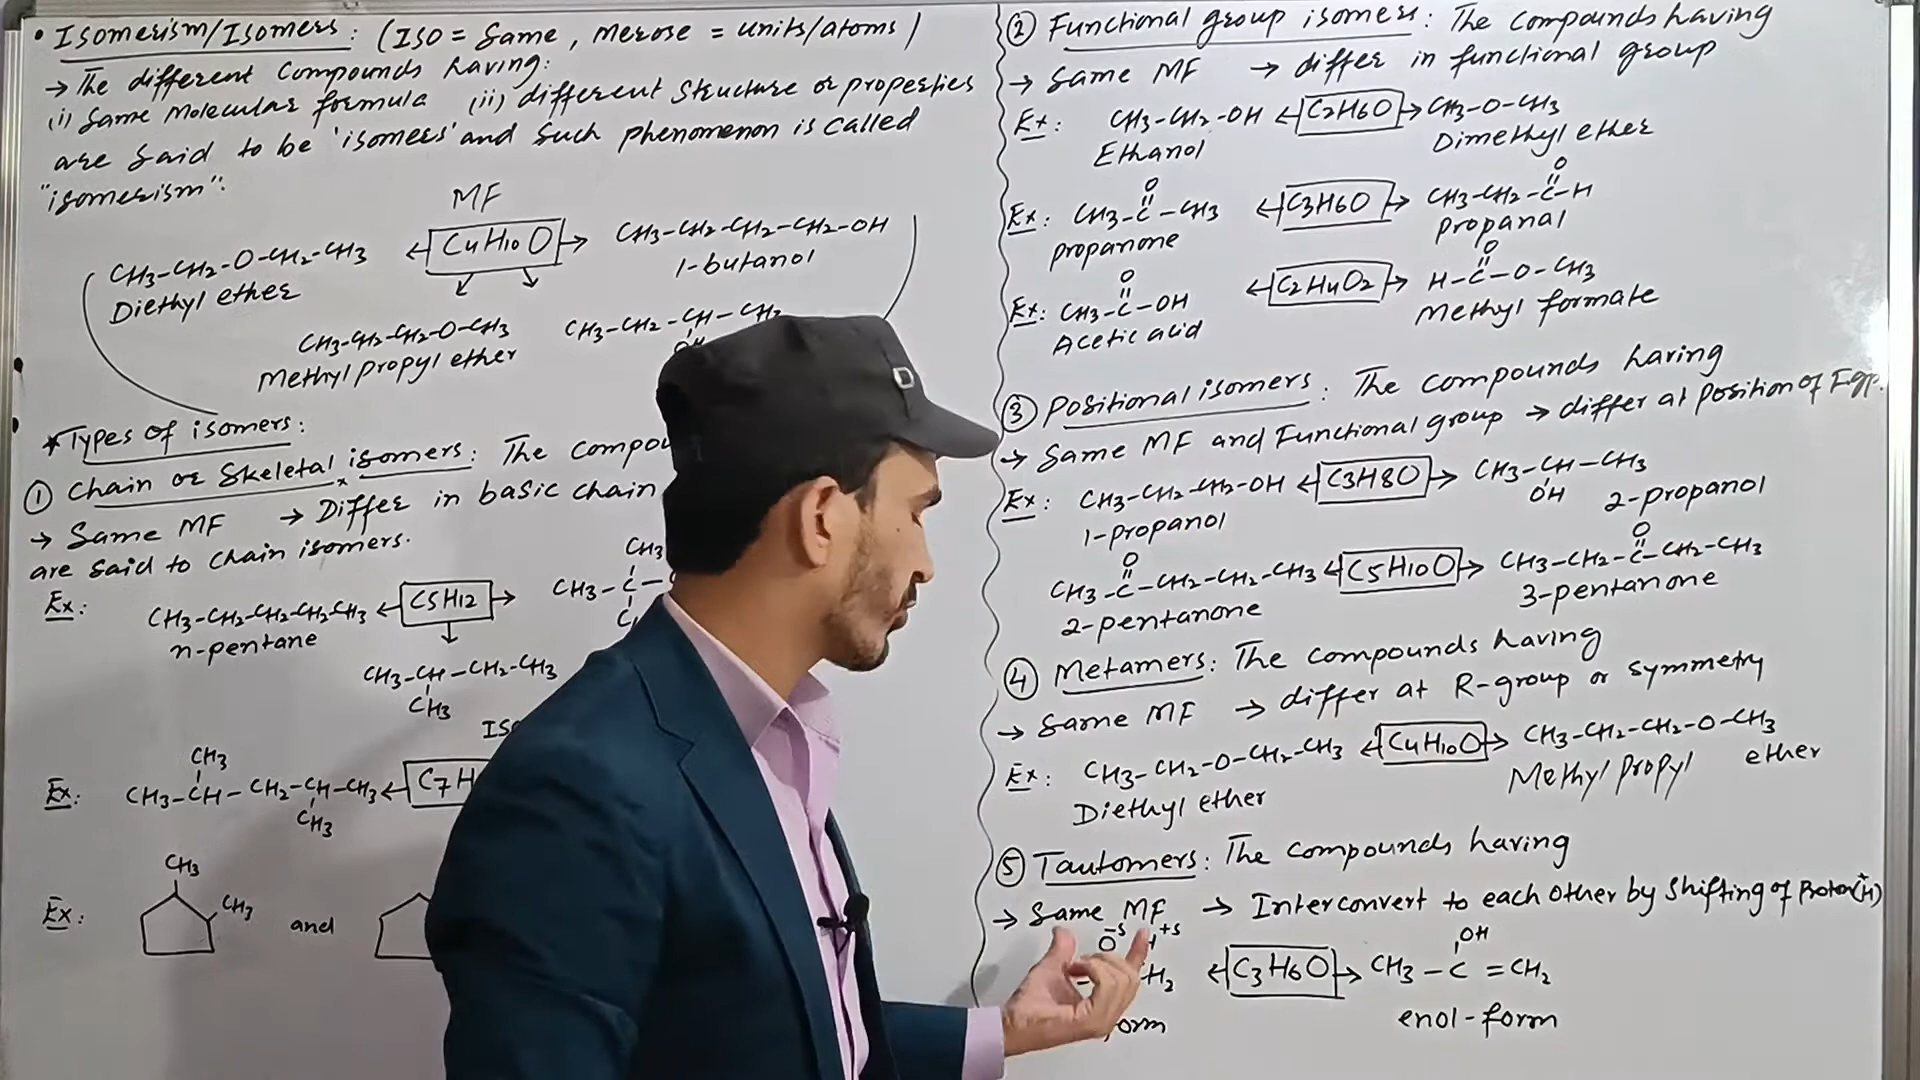 • Isomerism/Isomers: (Iso = Same, merose = units/atoms)
→ The different Compounds having:
(i) Same Molecular formula (ii) different Structure or properties
are said to be 'isomers' and Such phenomenon is called
"isomerism".
MF
CH3-CH2-O-CH2-CH3 ← C4H10O → CH3-CH2-CH2-CH2-OH
Diethyl ether
1-butanol
CH3-CH2-CH2-O-CH3
CH3-CH2-CH-CH3
OH
Methyl propyl ether
* Types of isomers:
① Chain or Skeletal isomers: The
→ Same MF → Differ in basic chain
are said to chain isomers.
Ex: CH3-CH2-CH2-CH2-CH3 ← C5H12 →
n-pentane
CH3
CH3-C-
CH3-CH-CH2-CH3
CH3
CH3
Ex: CH3-CH-CH2-CH-CH3 ←
CH3
CH3
Ex: CH3 and
② Functional group isomers: The Compounds having
→ Same MF → differ in functional group
Ex: CH3-CH2-OH ← C2H6O → CH3-O-CH3
Ethanol Dimethyl ether
O O
Ex: CH3-C-CH3 ← C3H6O → CH3-CH2-C-H
propanone propanal
O O
Ex: CH3-C-OH ← C2H4O2 → H-C-O-CH3
Acetic acid Methyl formate
③ Positional isomers: The compounds having
→ Same MF and Functional group → differ at position of F.gp.
Ex: CH3-CH2-CH2-OH ← C3H8O → CH3-CH-CH3
OH
1-propanol 2-propanol
O O
CH3-C-CH2-CH2-CH3 ← C5H10O → CH3-CH2-C-CH2-CH3
2-pentanone 3-pentanone
④ Metamers: The compounds having
→ Same MF → differ at R-group or symmetry
Ex: CH3-CH2-O-CH2-CH3 ← C4H10O → CH3-CH2-CH2-O-CH3
Diethyl ether Methyl propyl ether
⑤ Tautomers: The compounds having
→ Same MF → Interconvert to each other by shifting of Proton(H+)
O-s +s OH
← C3H6O → CH3-C=CH2
enol-form